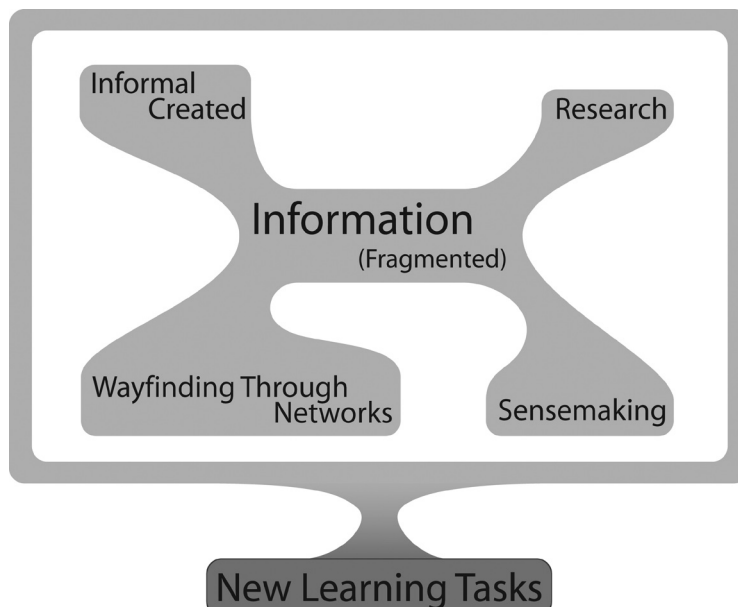 Informal
Created
Research
Information
(Fragmented)
Wayfinding Through
Networks
Sensemaking
New Learning Tasks